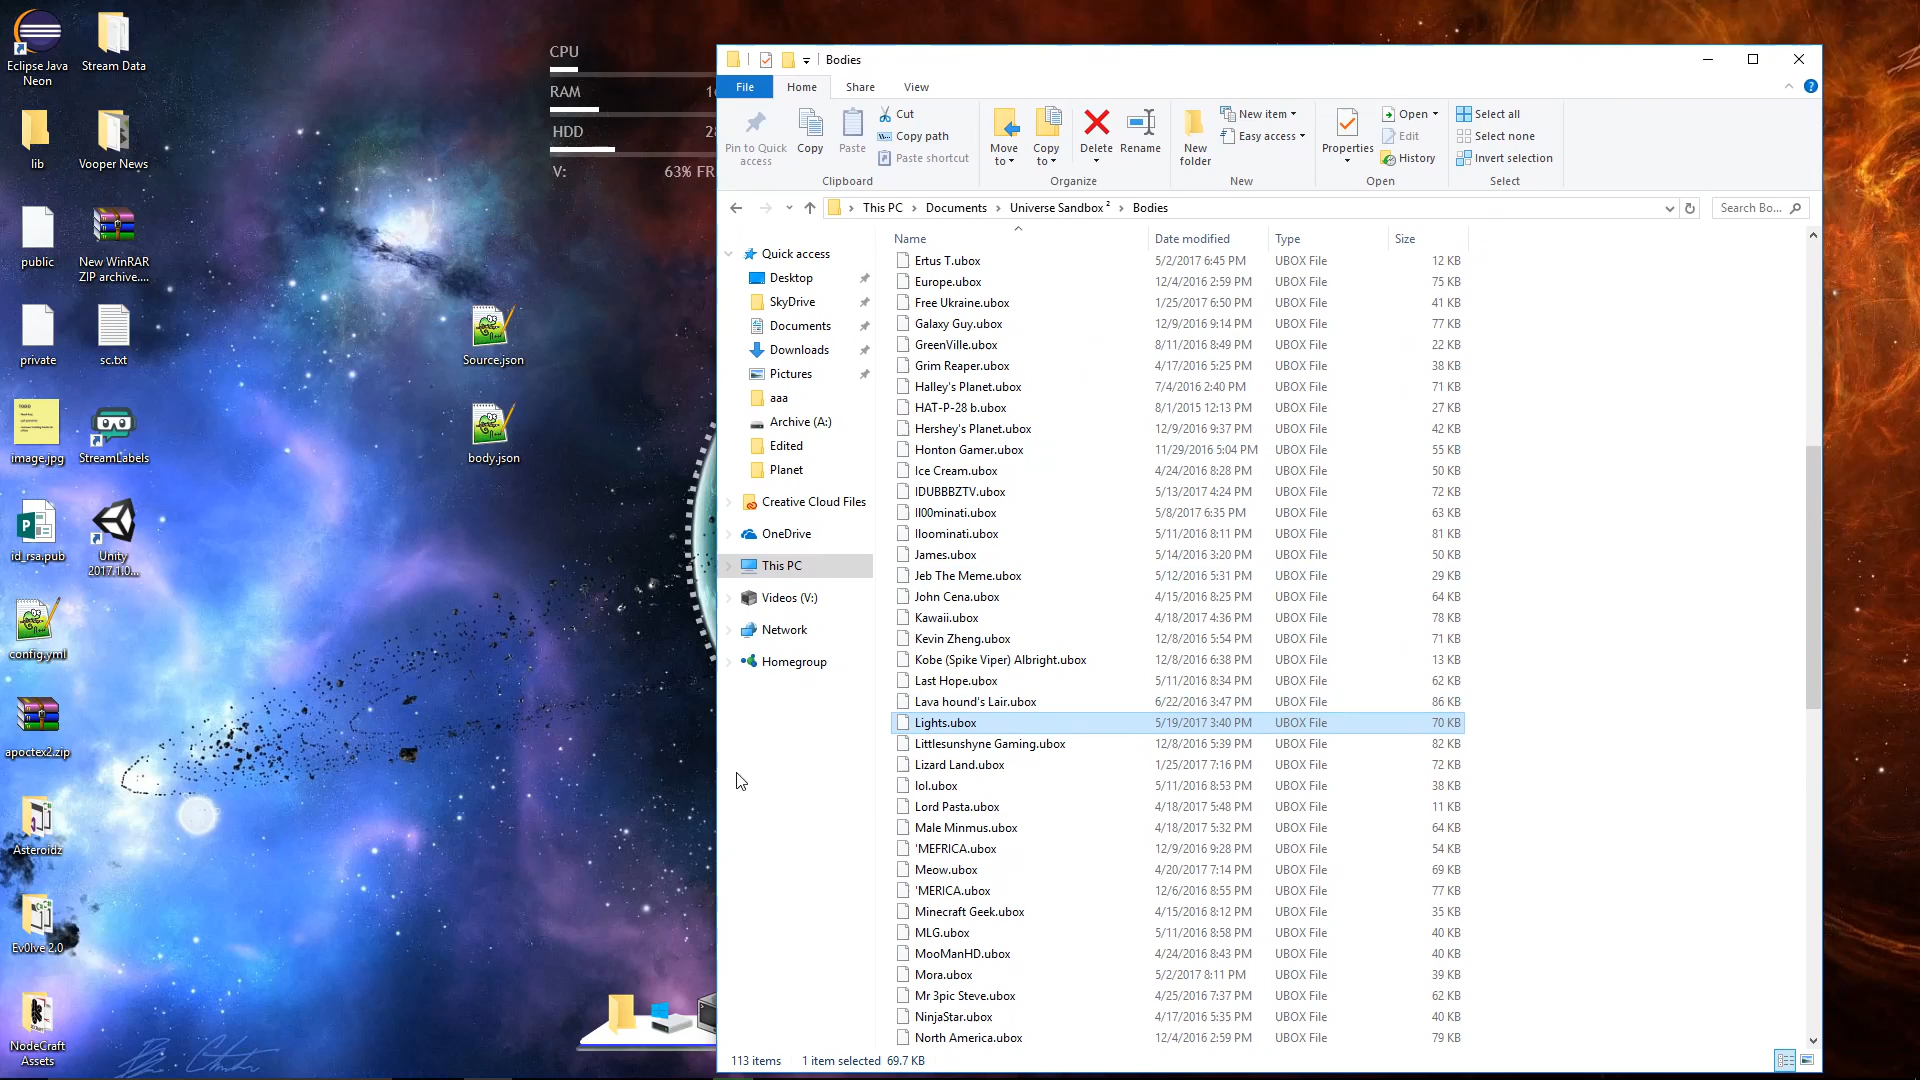 Eclipse Java
Neon
Stream Data
lib
Vooper News
public
New WinRAR
ZIP archive....
private
sc.txt
image.jpg
StreamLabels
id_rsa.pub
Unity
2017.1.0...
config.yml
apoctex2.zip
Asteroidz
Ev0lve 2.0
NodeCraft
Assets
Source.json
body.json
CPU
RAM
HDD
V: 63% FR
Bodies
File Home Share View
Pin to Quick
access
Copy
Paste
Cut
Copy path
Paste shortcut
Clipboard
Move
to
Copy
to
Delete
Rename
Organize
New
folder
New item
Easy access
New
Properties
Open
Edit
History
Open
Select all
Select none
Invert selection
Select
This PC > Documents > Universe Sandbox ² > Bodies
Search Bo...
Quick access
Desktop
SkyDrive
Documents
Downloads
Pictures
aaa
Archive (A:)
Edited
Planet
Creative Cloud Files
OneDrive
This PC
Videos (V:)
Network
Homegroup
Name Date modified Type Size
Ertus T.ubox 5/2/2017 6:45 PM UBOX File 12 KB
Europe.ubox 12/4/2016 2:59 PM UBOX File 75 KB
Free Ukraine.ubox 1/25/2017 6:50 PM UBOX File 41 KB
Galaxy Guy.ubox 12/9/2016 9:14 PM UBOX File 77 KB
GreenVille.ubox 8/11/2016 8:49 PM UBOX File 22 KB
Grim Reaper.ubox 4/17/2016 5:25 PM UBOX File 38 KB
Halley's Planet.ubox 7/4/2016 2:40 PM UBOX File 71 KB
HAT-P-28 b.ubox 8/1/2015 12:13 PM UBOX File 27 KB
Hershey's Planet.ubox 12/9/2016 9:37 PM UBOX File 42 KB
Honton Gamer.ubox 11/29/2016 5:04 PM UBOX File 55 KB
Ice Cream.ubox 4/24/2016 8:28 PM UBOX File 50 KB
IDUBBBZTV.ubox 5/13/2017 4:24 PM UBOX File 72 KB
Il00minati.ubox 5/8/2017 6:35 PM UBOX File 63 KB
Iloominati.ubox 5/11/2016 8:11 PM UBOX File 81 KB
James.ubox 5/14/2016 3:20 PM UBOX File 50 KB
Jeb The Meme.ubox 5/12/2016 5:31 PM UBOX File 29 KB
John Cena.ubox 4/15/2016 8:25 PM UBOX File 64 KB
Kawaii.ubox 4/18/2017 4:36 PM UBOX File 78 KB
Kevin Zheng.ubox 12/8/2016 5:54 PM UBOX File 71 KB
Kobe (Spike Viper) Albright.ubox 12/8/2016 6:38 PM UBOX File 13 KB
Last Hope.ubox 5/11/2016 8:34 PM UBOX File 62 KB
Lava hound's Lair.ubox 6/22/2016 3:47 PM UBOX File 86 KB
Lights.ubox 5/19/2017 3:40 PM UBOX File 70 KB
Littlesunshyne Gaming.ubox 12/8/2016 5:39 PM UBOX File 82 KB
Lizard Land.ubox 1/25/2017 7:16 PM UBOX File 72 KB
lol.ubox 5/11/2016 8:53 PM UBOX File 38 KB
Lord Pasta.ubox 4/18/2017 5:48 PM UBOX File 11 KB
Male Minmus.ubox 4/18/2017 5:32 PM UBOX File 64 KB
'MEFRICA.ubox 12/9/2016 9:28 PM UBOX File 54 KB
Meow.ubox 4/20/2017 7:14 PM UBOX File 69 KB
'MERICA.ubox 12/6/2016 8:55 PM UBOX File 77 KB
Minecraft Geek.ubox 4/15/2016 8:12 PM UBOX File 35 KB
MLG.ubox 5/11/2016 8:58 PM UBOX File 40 KB
MooManHD.ubox 4/24/2016 8:43 PM UBOX File 40 KB
Mora.ubox 5/2/2017 8:11 PM UBOX File 39 KB
Mr 3pic Steve.ubox 4/25/2016 7:37 PM UBOX File 62 KB
NinjaStar.ubox 4/17/2016 5:35 PM UBOX File 40 KB
North America.ubox 12/4/2016 2:59 PM UBOX File 79 KB
113 items 1 item selected 69.7 KB